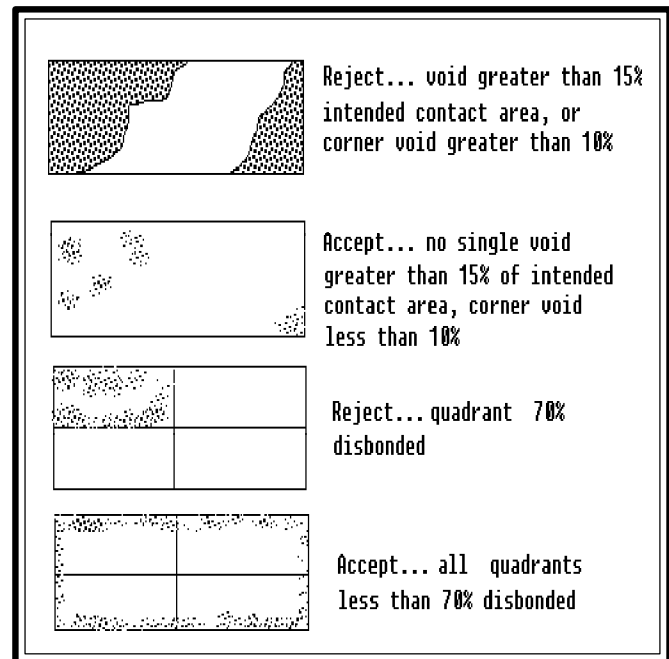 Reject... void greater than 15%
intended contact area, or
corner void greater than 10%
Accept... no single void
greater than 15% of intended
contact area, corner void
less than 10%
Reject... quadrant 70%
disbonded
Accept... all quadrants
less than 70% disbonded